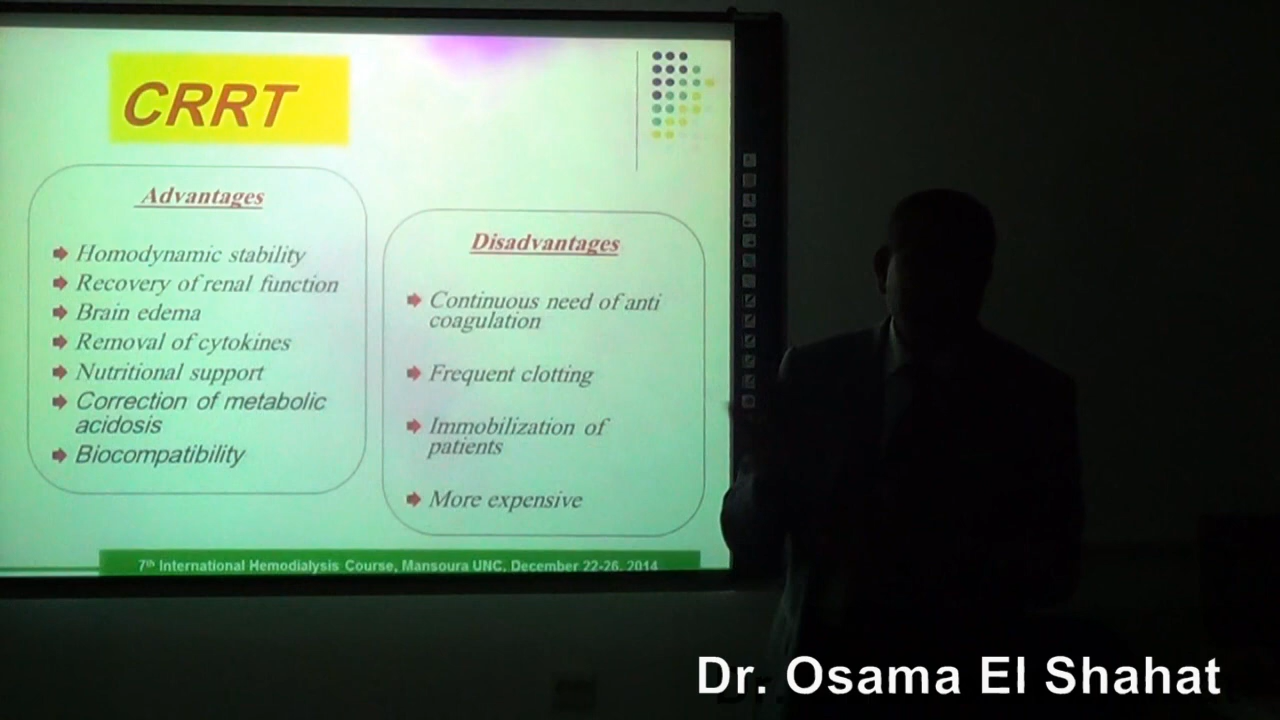 CRRT
Advantages
Homodynamic stability
Recovery of renal function
Brain edema
Removal of cytokines
Nutritional support
Correction of metabolic
acidosis
Biocompatibility
Disadvantages
Continuous need of anti
coagulation
Frequent clotting
Immobilization of
patients
More expensive
7th International Hemodialysis Course, Mansoura UNC, December 22-26, 2014
Dr. Osama El Shahat